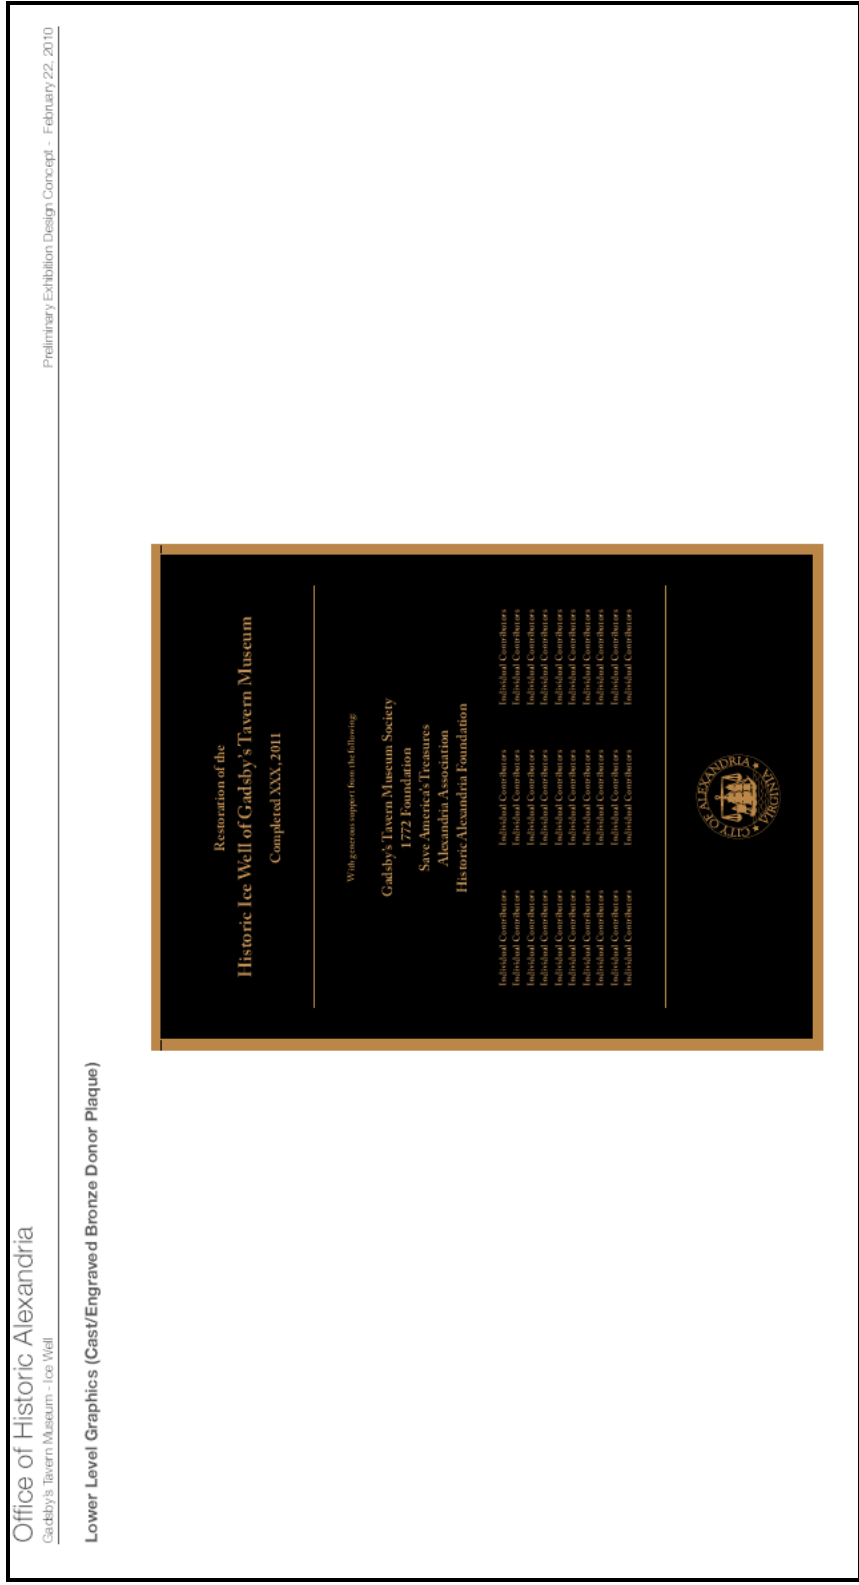 Office of Historic Alexandria
Gadsby's Tavern Museum - Ice Well Preliminary Exhibition Design Concept - February 22, 2010
Lower Level Graphics (Cast/Engraved Bronze Donor Plaque)
Restoration of the
Historic Ice Well of Gadsby's Tavern Museum
Completed XXX, 2011
With generous support from the following:
Gadsby's Tavern Museum Society
1772 Foundation
Save America's Treasures
Alexandria Association
Historic Alexandria Foundation
Individual Contributors Individual Contributors Individual Contributors
Individual Contributors Individual Contributors Individual Contributors
Individual Contributors Individual Contributors Individual Contributors
Individual Contributors Individual Contributors Individual Contributors
Individual Contributors Individual Contributors Individual Contributors
Individual Contributors Individual Contributors Individual Contributors
Individual Contributors Individual Contributors Individual Contributors
Individual Contributors Individual Contributors Individual Contributors
Individual Contributors Individual Contributors Individual Contributors
Individual Contributors Individual Contributors Individual Contributors
CITY OF ALEXANDRIA
VIRGINIA